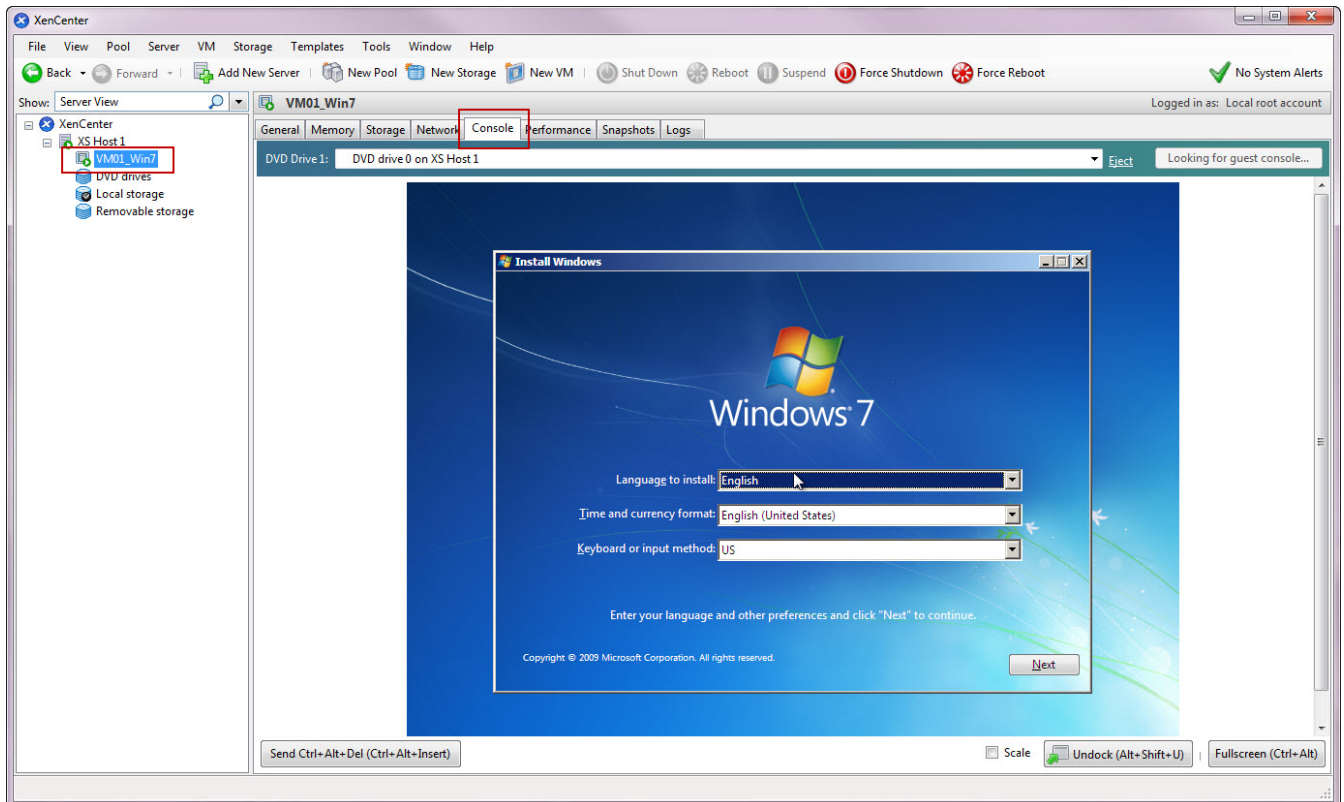 XenCenter
File View Pool Server VM Storage Templates Tools Window Help
Back Forward Add New Server New Pool New Storage New VM Shut Down Reboot Suspend Force Shutdown Force Reboot No System Alerts
Show: Server View
VM01_Win7 Logged in as: Local root account
XenCenter
XS Host 1
VM01_Win7
DVD drives
Local storage
Removable storage
General Memory Storage Network Console Performance Snapshots Logs
DVD Drive 1: DVD drive 0 on XS Host 1 Eject Looking for guest console...
Install Windows
Windows 7
Language to install: English
Time and currency format: English (United States)
Keyboard or input method: US
Enter your language and other preferences and click "Next" to continue.
Copyright © 2009 Microsoft Corporation. All rights reserved.
Next
Send Ctrl+Alt+Del (Ctrl+Alt+Insert) Scale Undock (Alt+Shift+U) Fullscreen (Ctrl+Alt)